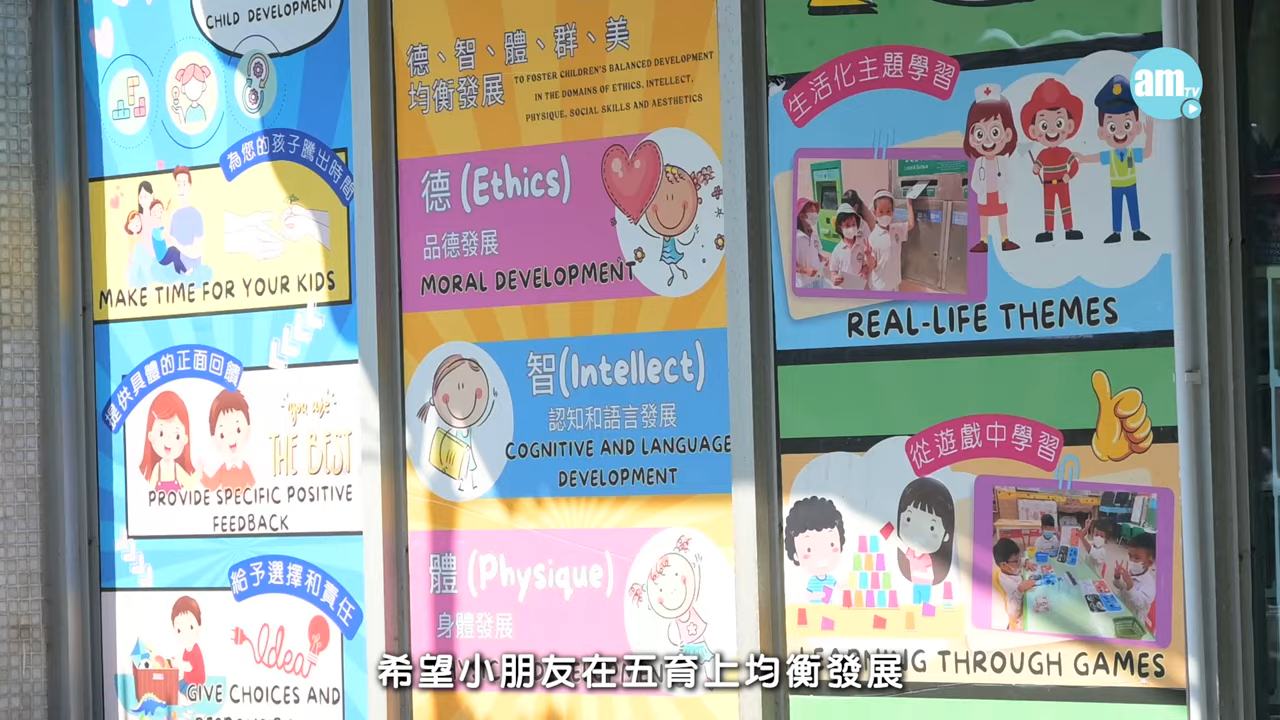 CHILD DEVELOPMENT
為您的孩子騰出時間
MAKE TIME FOR YOUR KIDS
提供具體的正面回饋
you are
THE BEST
PROVIDE SPECIFIC POSITIVE
FEEDBACK
給予選擇和責任
Idea
GIVE CHOICES AND
德、智、體、群、美
均衡發展
TO FOSTER CHILDREN'S BALANCED DEVELOPMENT
IN THE DOMAINS OF ETHICS, INTELLECT,
PHYSIQUE, SOCIAL SKILLS AND AESTHETICS
德 (Ethics)
品德發展
MORAL DEVELOPMENT
智(Intellect)
認知和語言發展
COGNITIVE AND LANGUAGE
DEVELOPMENT
體 (Physique)
身體發展
生活化主題學習
REAL-LIFE THEMES
從遊戲中學習
LEARNING THROUGH GAMES
am TV
希望小朋友在五育上均衡發展